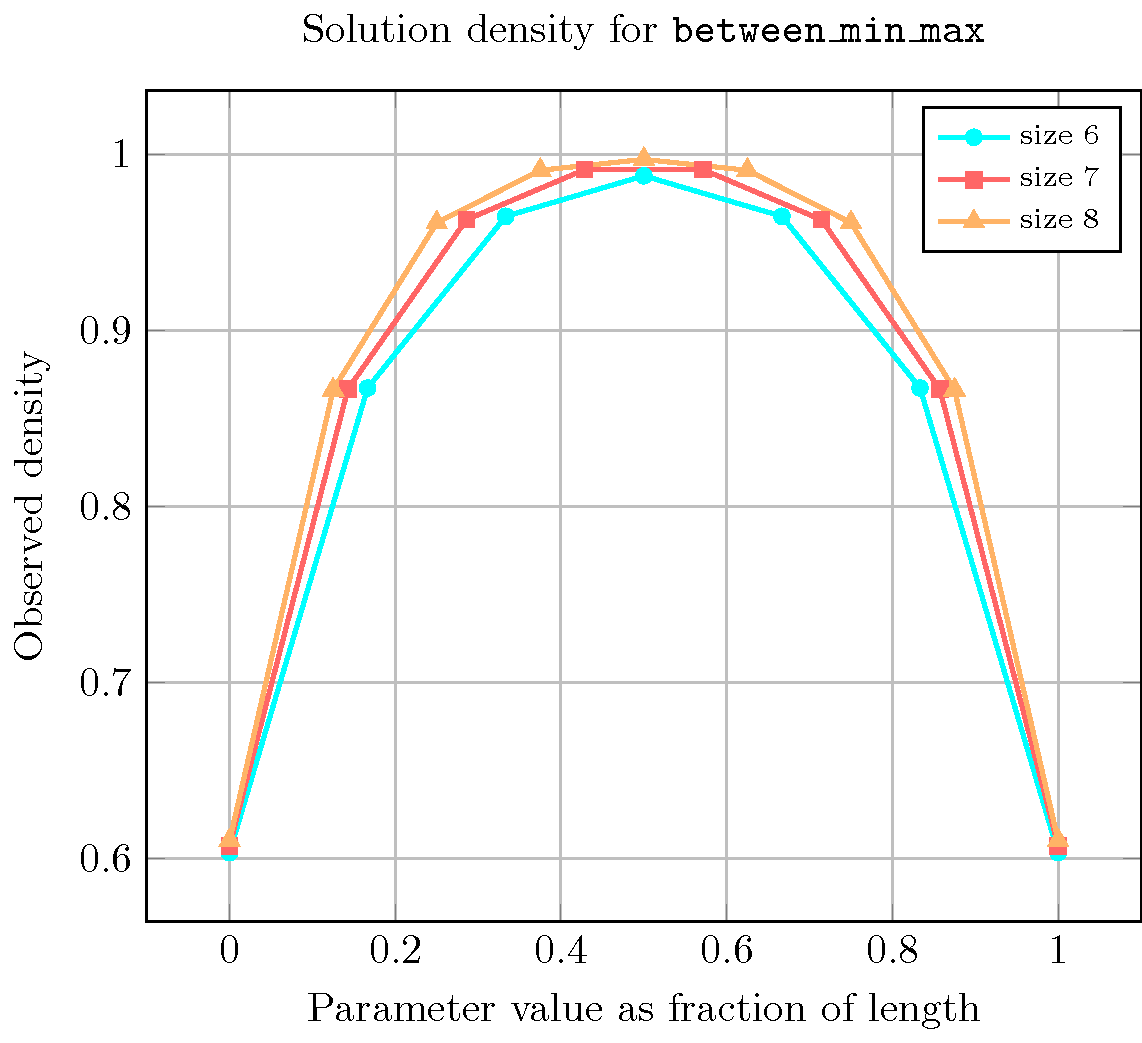 Solution density for between_min_max
size 6
size 7
size 8
Observed density
1
0.9
0.8
0.7
0.6
0 0.2 0.4 0.6 0.8 1
Parameter value as fraction of length